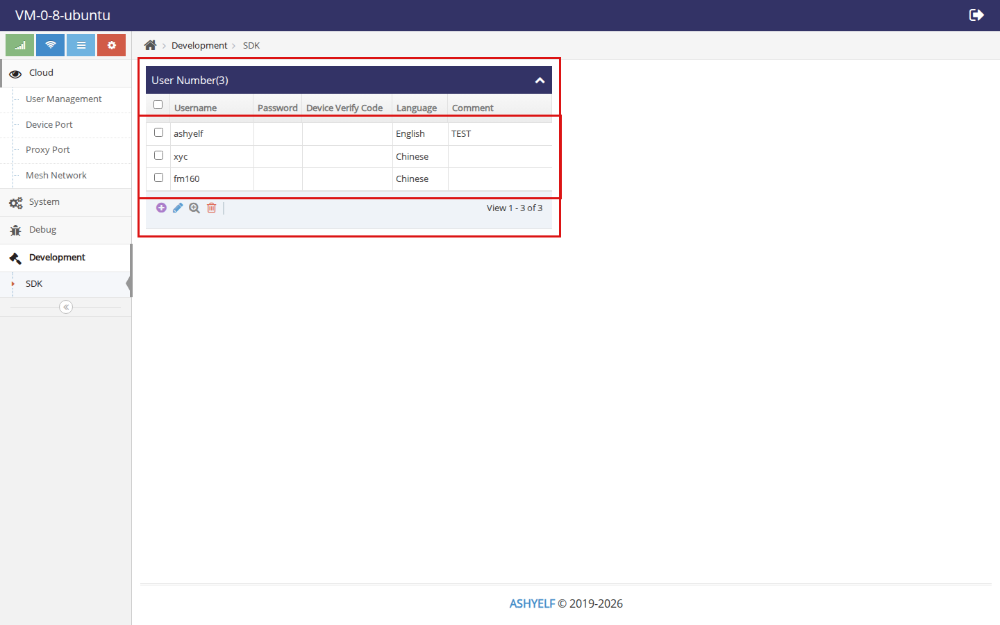 VM-0-8-ubuntu
Development SDK
Cloud
User Management
Device Port
Proxy Port
Mesh Network
System
Debug
Development
SDK
User Number(3)
Username Password Device Verify Code Language Comment
ashyelf English TEST
xyc Chinese
fm160 Chinese
View 1 - 3 of 3
ASHYELF © 2019-2026